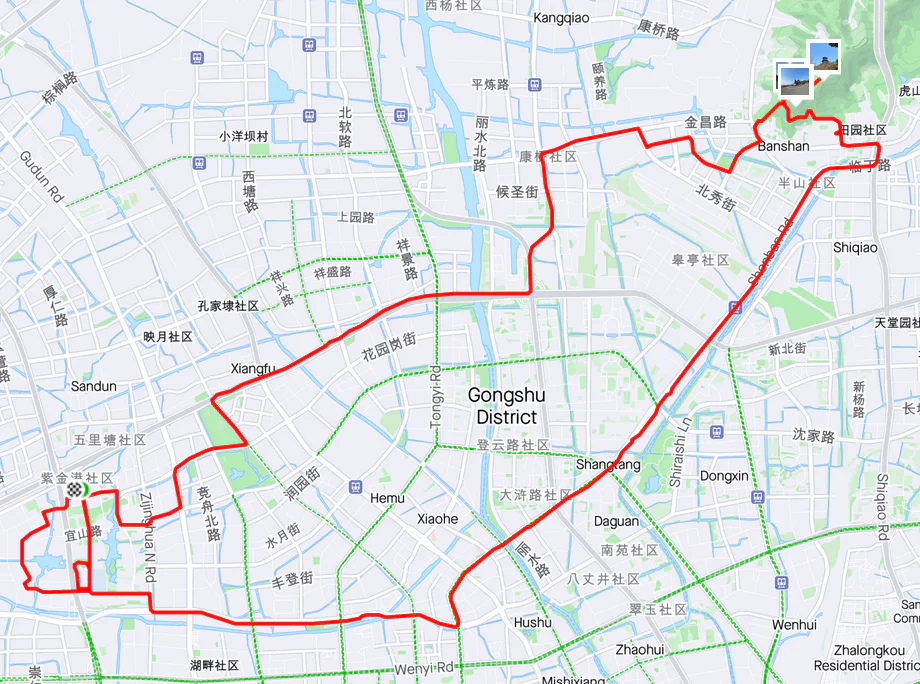 西杨社区
Kangqiao
康桥路
棕榈路
平炼路
颐养路
虎山
北软路
丽水路
金昌路
田园社区
小洋坝村
Banshan
康桥社区
临丁路
Gudun Rd
西塘路
候圣街
半山社区
北秀街
上园路
Shenban Rd
祥景路
Shiqiao
皋亭社区
祥盛路
祥兴路
厚仁路
孔家埭社区
天堂园社
映月社区
花园岗街
新北街
Xiangfu
Sandun
Tongyi Rd
Gongshu
District
新杨路
五里塘社区
登云路社区
沈家路
Shiraishi Ln
Shangtang
紫金港社区
润园街
Dongxin
Shiqiao Rd
竞舟北路
Hemu
大浒路社区
Zijinghua N Rd
Xiaohe
Daguan
宜山路
水月街
丽水路
南苑社区
丰登街
八丈井社区
翠玉社区
Hushu
Wenhui
Zhaohui
Zhalongkou
Residential Distric
湖畔社区
Wenyi Rd
Mishixiang